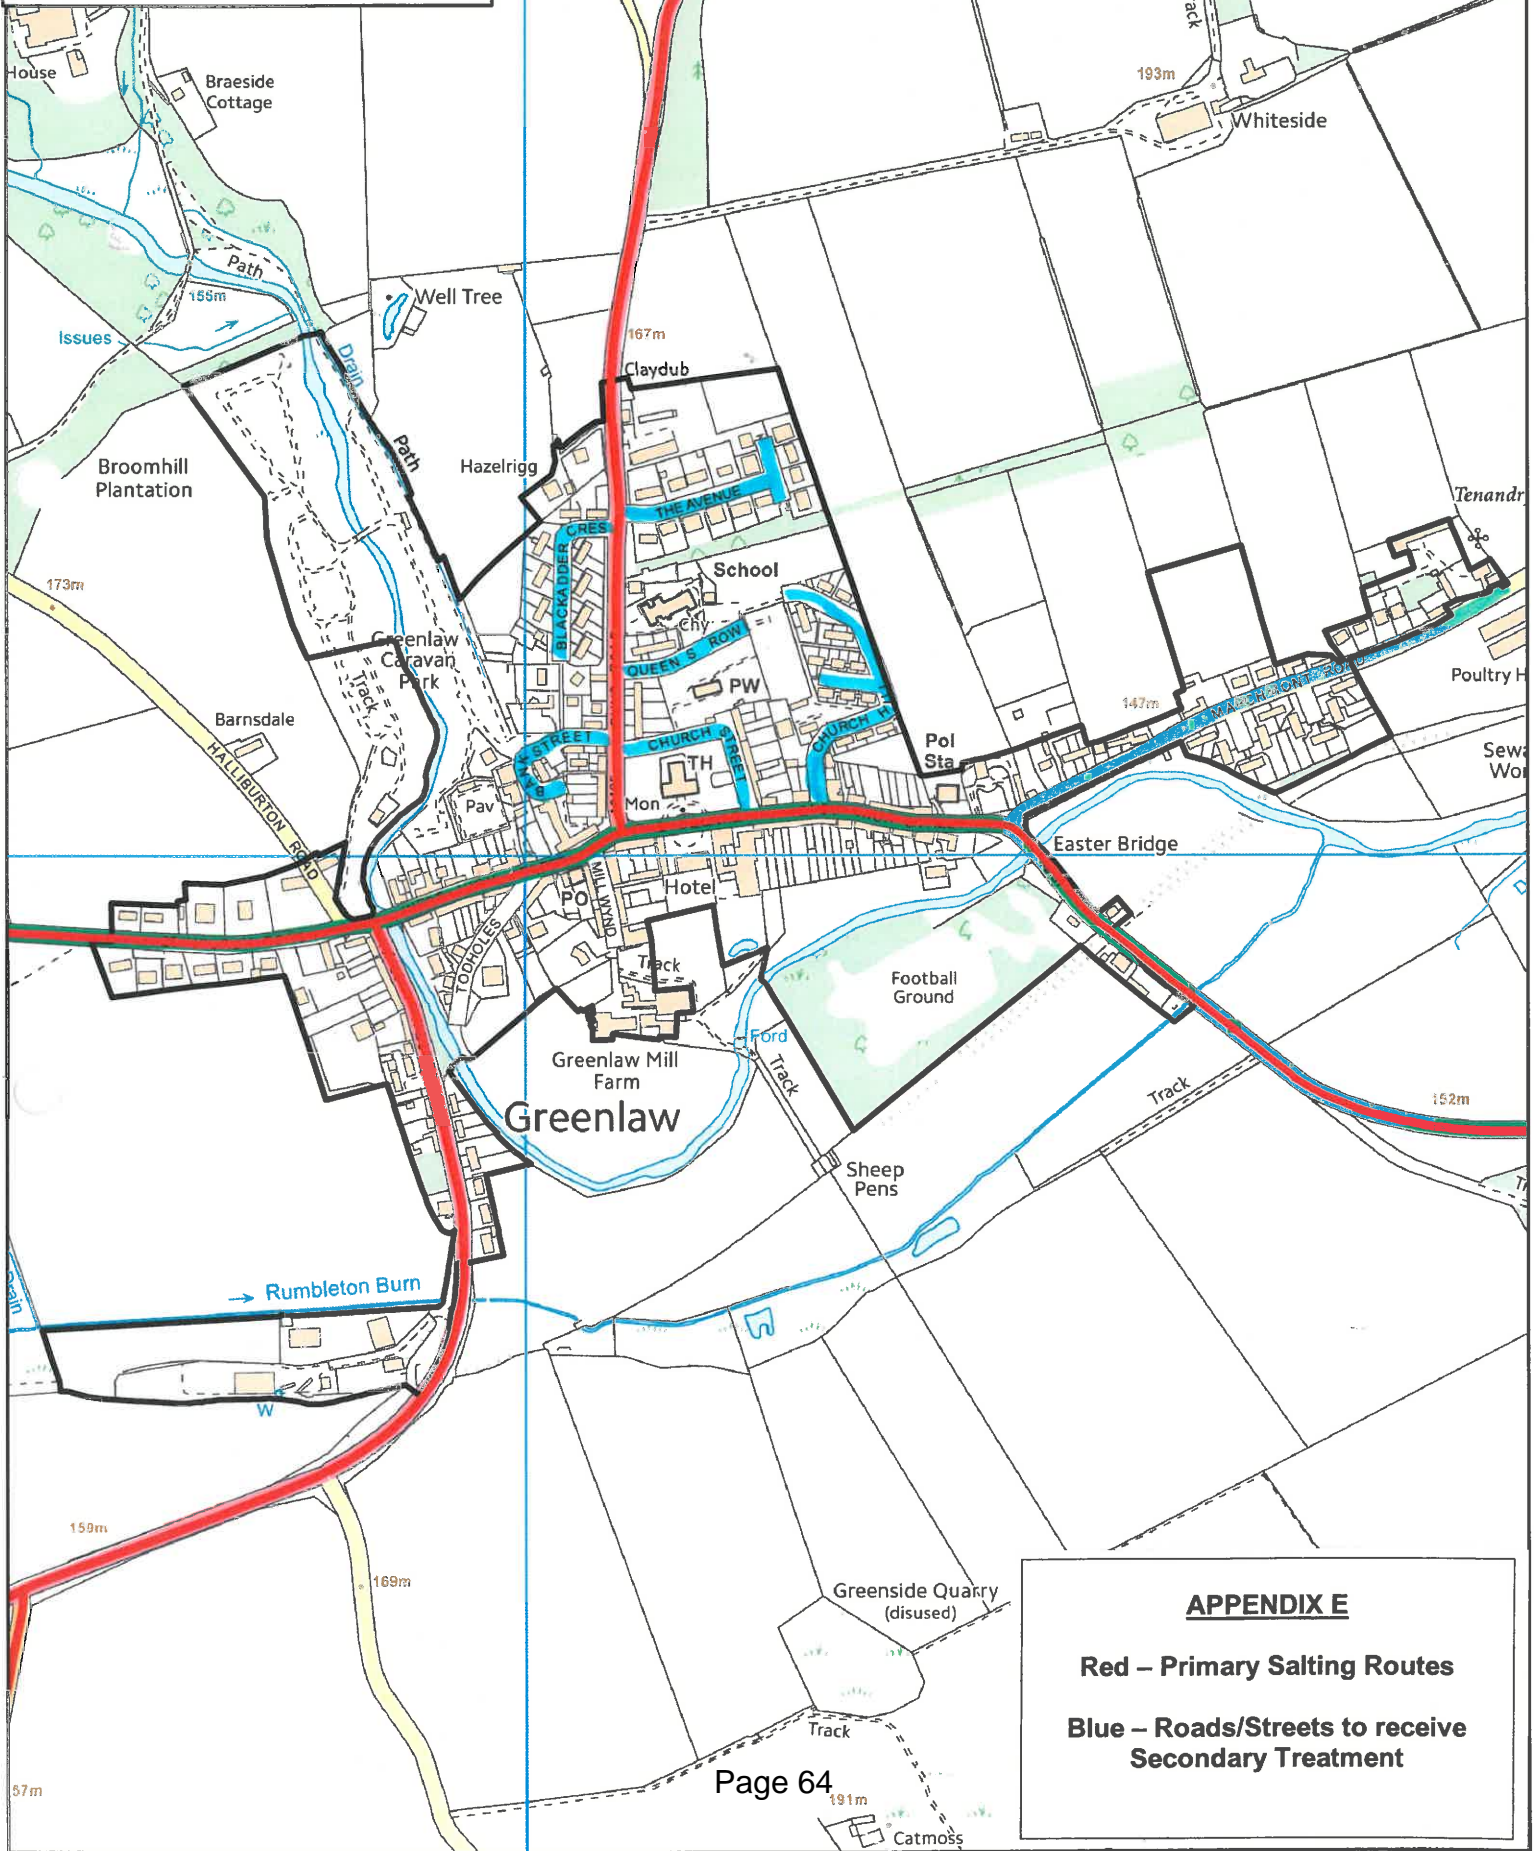 House
Braeside
Cottage
193m
Whiteside
Path
155m
Issues
Well Tree
Drain
167m
Claydub
Path
Hazelrigg
Broomhill
Plantation
THE AVENUE
CRES
BLACKADDER
School
Chy
173m
Greenlaw
Caravan
Park
Track
QUEEN S ROW
PW
Barnsdale
HALLIBURTON ROAD
BANK STREET
CHURCH STREET
CHURCH H
TH
Mon
Pav
Pol
Sta
147m
MARCHMONT
Tenandr
Poultry H
Sewa
Wor
Easter Bridge
PO
MILL WYND
Hotel
TODHOLES
Track
Football
Ground
Ford
Track
Greenlaw Mill
Farm
Greenlaw
Track
152m
Sheep
Pens
Drain
Rumbleton Burn
W
159m
169m
Greenside Quarry
(disused)
Track
57m
191m
Catmoss
Page 64
APPENDIX E
Red – Primary Salting Routes
Blue – Roads/Streets to receive
Secondary Treatment